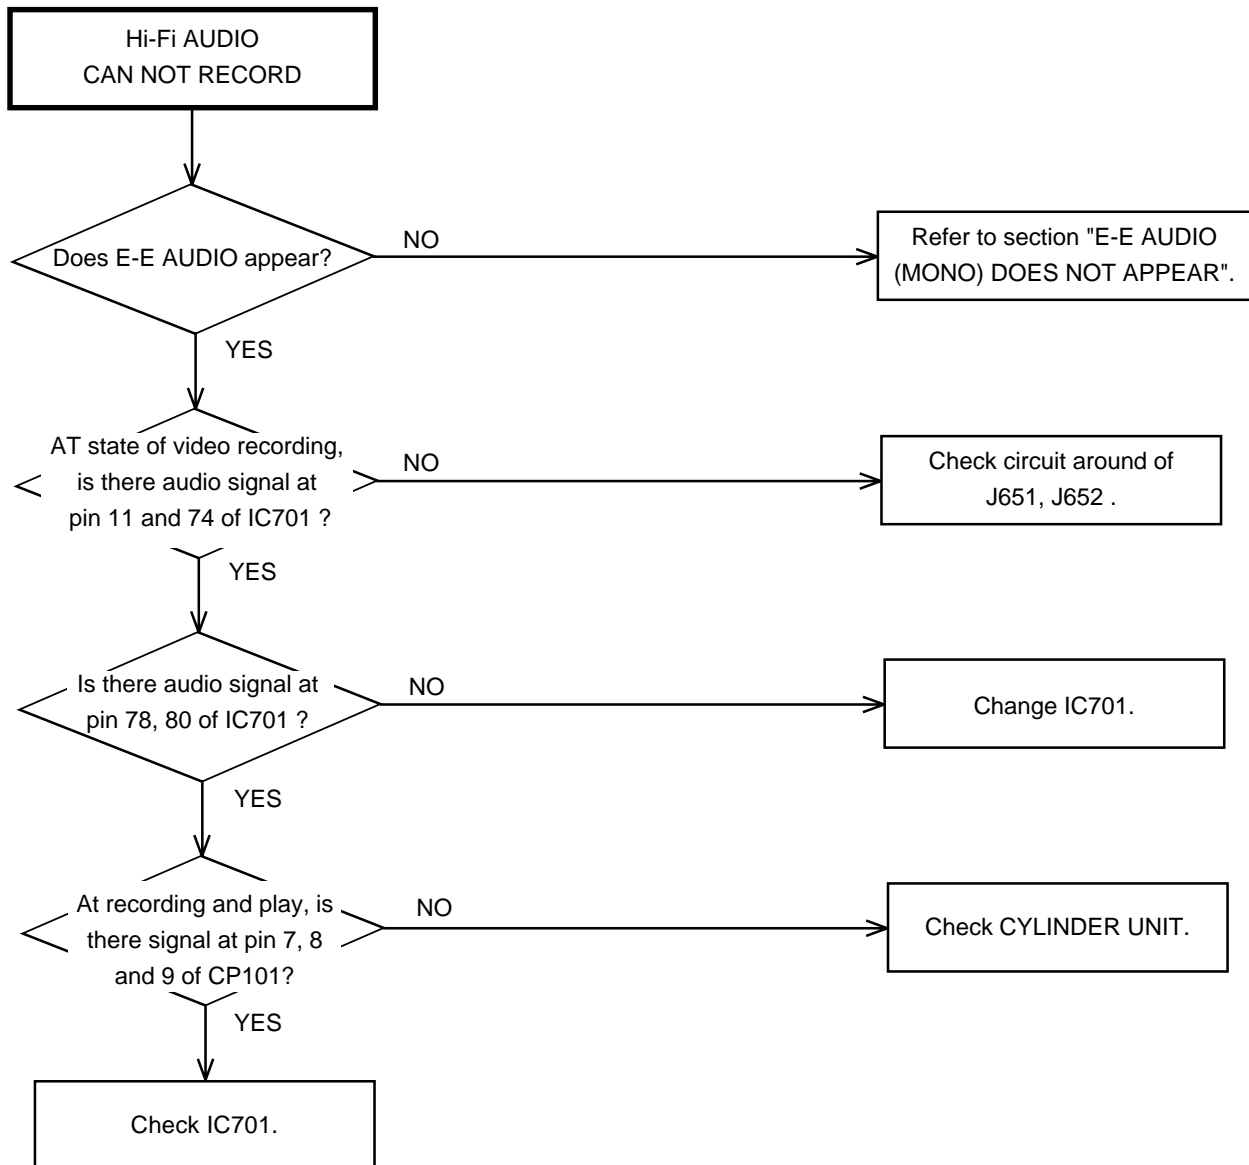 Hi-Fi AUDIO
CAN NOT RECORD
Does E-E AUDIO appear?
NO
Refer to section "E-E AUDIO
(MONO) DOES NOT APPEAR".
YES
AT state of video recording,
is there audio signal at
pin 11 and 74 of IC701 ?
NO
Check circuit around of
J651, J652 .
YES
Is there audio signal at
pin 78, 80 of IC701 ?
NO
Change IC701.
YES
At recording and play, is
there signal at pin 7, 8
and 9 of CP101?
NO
Check CYLINDER UNIT.
YES
Check IC701.